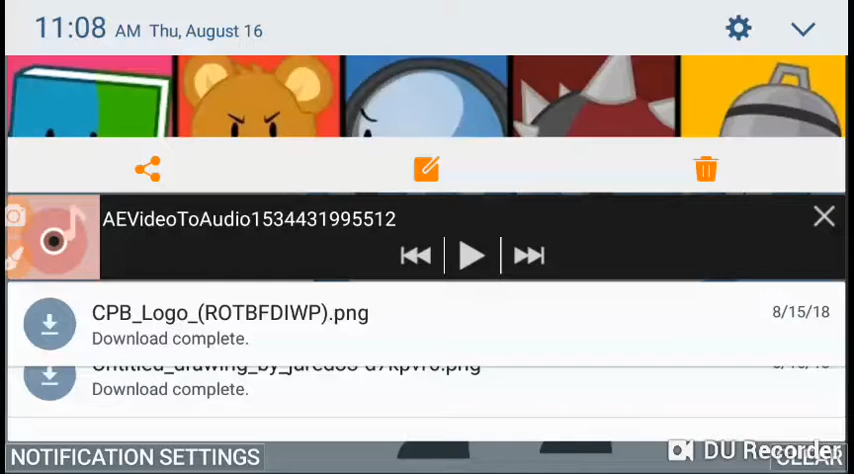 11:08 AM Thu, August 16
AEVideoToAudio1534431995512
CPB_Logo_(ROTBFDIWP).png
8/15/18
Download complete.
Download complete.
NOTIFICATION SETTINGS
DU Recorder
CLEAR